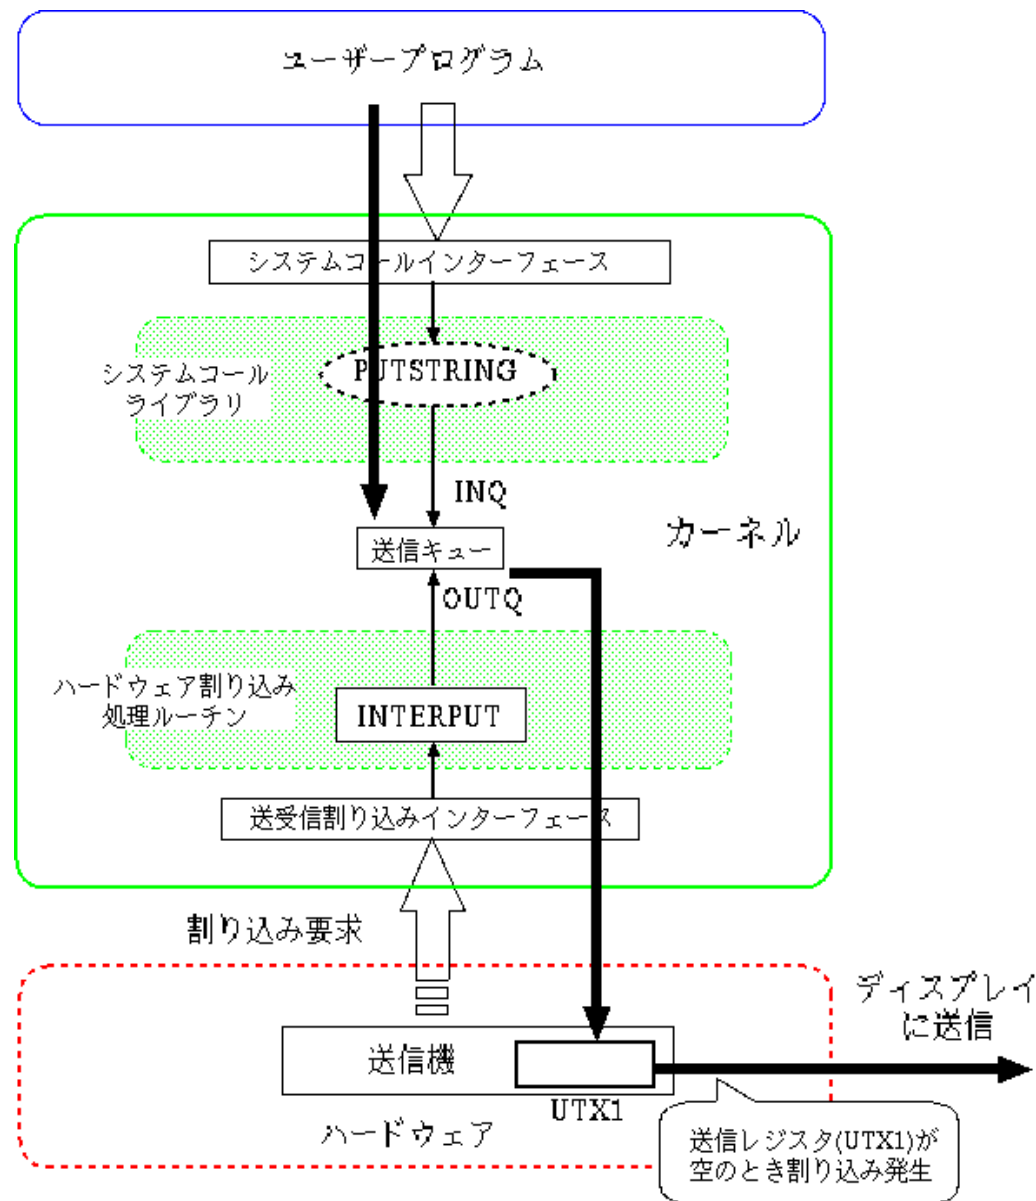 ユーザープログラム
システムコールインターフェース
PUTSTRING
システムコール
ライブラリ
INQ
カーネル
送信キュー
OUTQ
ハードウェア割り込み
処理ルーチン
INTERPUT
送受信割り込みインターフェース
割り込み要求
ディスプレイ
に送信
送信機
UTX1
ハードウェア
送信レジスタ(UTX1)が
空のとき割り込み発生